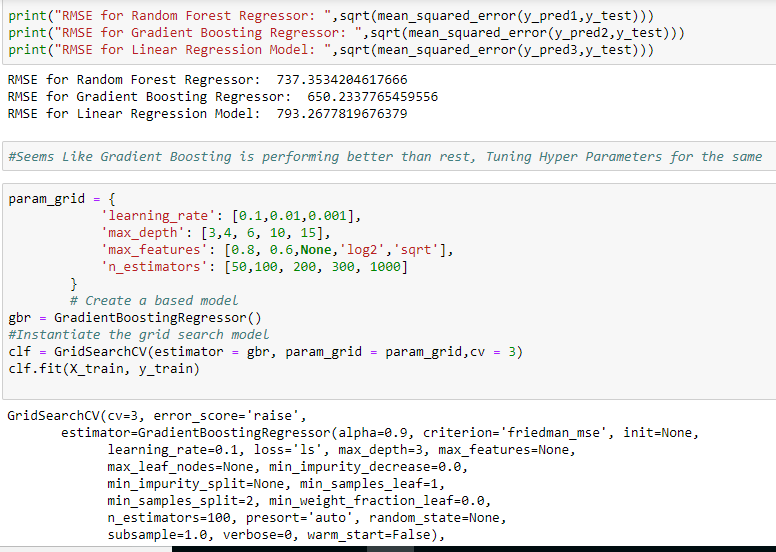 print("RMSE for Random Forest Regressor: ",sqrt(mean_squared_error(y_pred1,y_test)))
print("RMSE for Gradient Boosting Regressor: ",sqrt(mean_squared_error(y_pred2,y_test)))
print("RMSE for Linear Regression Model: ",sqrt(mean_squared_error(y_pred3,y_test)))
RMSE for Random Forest Regressor:  737.3534204617666
RMSE for Gradient Boosting Regressor:  650.2337765459556
RMSE for Linear Regression Model:  793.2677819676379
#Seems Like Gradient Boosting is performing better than rest, Tuning Hyper Parameters for the same
param_grid = {
            'learning_rate': [0.1,0.01,0.001],
            'max_depth': [3,4, 6, 10, 15],
            'max_features': [0.8, 0.6,None,'log2','sqrt'],
            'n_estimators': [50,100, 200, 300, 1000]
        }
        # Create a based model
gbr = GradientBoostingRegressor()
#Instantiate the grid search model
clf = GridSearchCV(estimator = gbr, param_grid = param_grid,cv = 3)
clf.fit(X_train, y_train)
GridSearchCV(cv=3, error_score='raise',
       estimator=GradientBoostingRegressor(alpha=0.9, criterion='friedman_mse', init=None,
             learning_rate=0.1, loss='ls', max_depth=3, max_features=None,
             max_leaf_nodes=None, min_impurity_decrease=0.0,
             min_impurity_split=None, min_samples_leaf=1,
             min_samples_split=2, min_weight_fraction_leaf=0.0,
             n_estimators=100, presort='auto', random_state=None,
             subsample=1.0, verbose=0, warm_start=False),